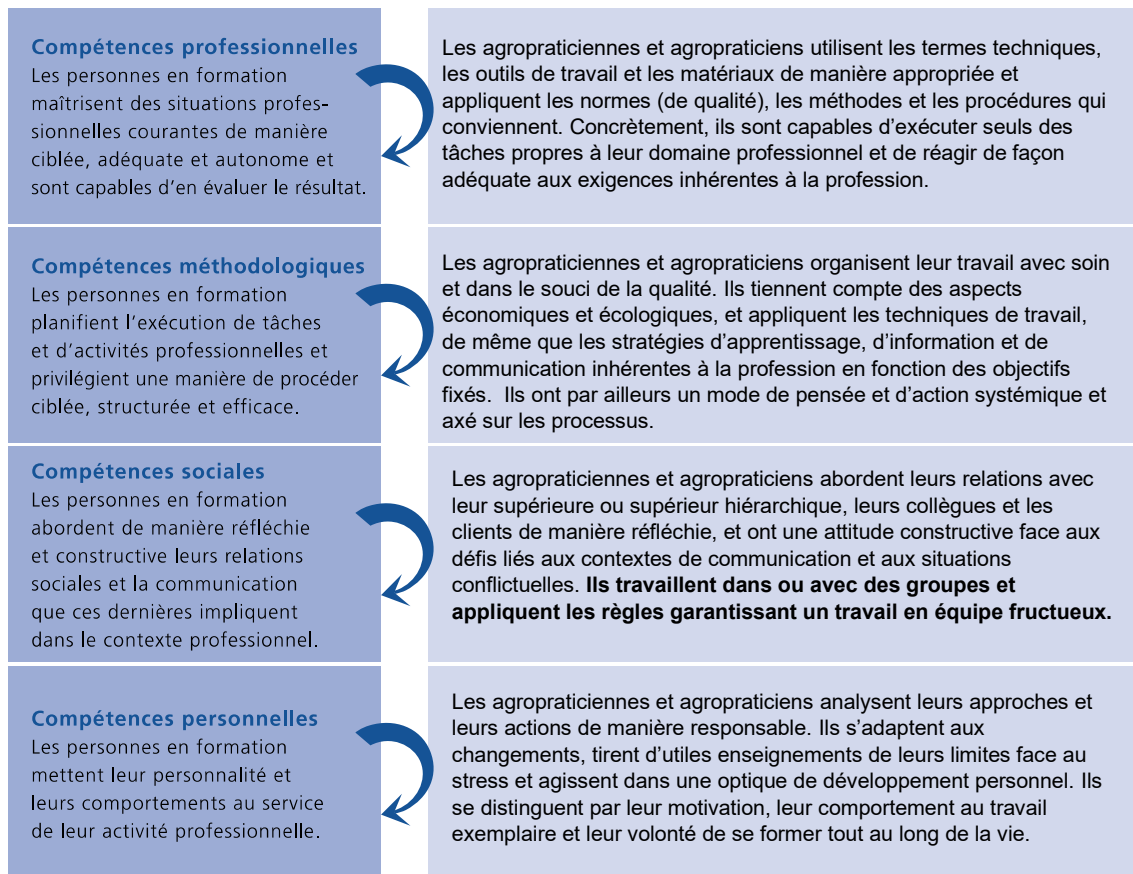 Compétences professionnelles
Les personnes en formation
maîtrisent des situations profes-
sionnelles courantes de manière
ciblée, adéquate et autonome et
sont capables d'en évaluer le résultat.
Les agropraticiennes et agropraticiens utilisent les termes techniques,
les outils de travail et les matériaux de manière appropriée et
appliquent les normes (de qualité), les méthodes et les procédures qui
conviennent. Concrètement, ils sont capables d'exécuter seuls des
tâches propres à leur domaine professionnel et de réagir de façon
adéquate aux exigences inhérentes à la profession.
Compétences méthodologiques
Les personnes en formation
planifient l'exécution de tâches
et d'activités professionnelles et
privilégient une manière de procéder
ciblée, structurée et efficace.
Les agropraticiennes et agropraticiens organisent leur travail avec soin
et dans le souci de la qualité. Ils tiennent compte des aspects
économiques et écologiques, et appliquent les techniques de travail,
de même que les stratégies d'apprentissage, d'information et de
communication inhérentes à la profession en fonction des objectifs
fixés.  Ils ont par ailleurs un mode de pensée et d'action systémique et
axé sur les processus.
Compétences sociales
Les personnes en formation
abordent de manière réfléchie
et constructive leurs relations
sociales et la communication
que ces dernières impliquent
dans le contexte professionnel.
Les agropraticiennes et agropraticiens abordent leurs relations avec
leur supérieure ou supérieur hiérarchique, leurs collègues et les
clients de manière réfléchie, et ont une attitude constructive face aux
défis liés aux contextes de communication et aux situations
conflictuelles. Ils travaillent dans ou avec des groupes et
appliquent les règles garantissant un travail en équipe fructueux.
Compétences personnelles
Les personnes en formation
mettent leur personnalité et
leurs comportements au service
de leur activité professionnelle.
Les agropraticiennes et agropraticiens analysent leurs approches et
leurs actions de manière responsable. Ils s'adaptent aux
changements, tirent d'utiles enseignements de leurs limites face au
stress et agissent dans une optique de développement personnel. Ils
se distinguent par leur motivation, leur comportement au travail
exemplaire et leur volonté de se former tout au long de la vie.